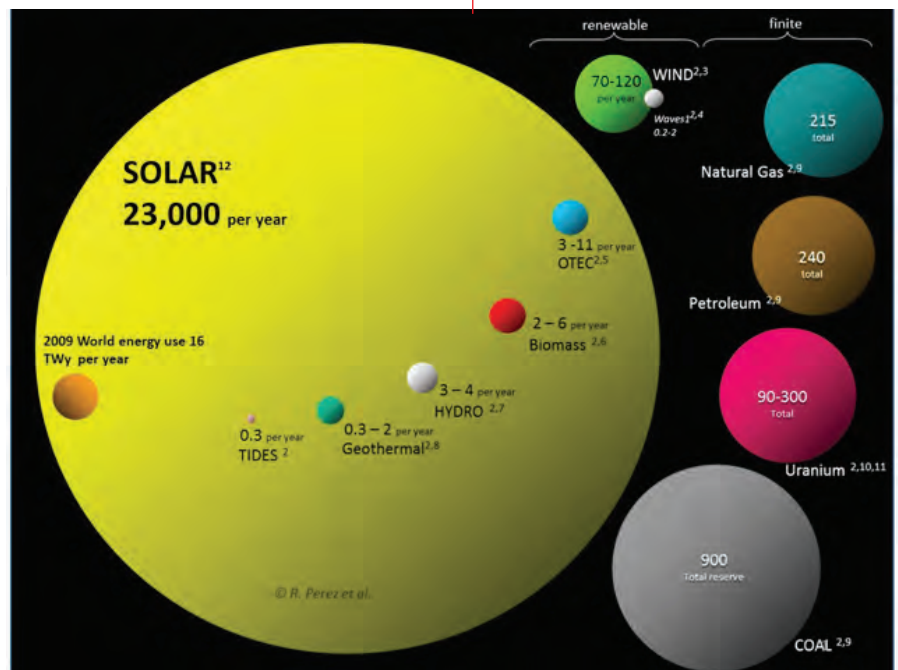 renewable
finite
SOLAR12
23,000 per year
70-120
per year
WIND2,3
Waves12,4
0.2-2
215
total
Natural Gas 2,9
3 -11 per year
OTEC2,5
240
total
Petroleum 2,9
2 – 6 per year
Biomass 2,6
2009 World energy use 16
TWy per year
3 – 4 per year
HYDRO 2,7
90-300
Total
Uranium 2,10,11
0.3 per year
TIDES 2
0.3 – 2 per year
Geothermal2,8
900
Total reserve
COAL 2,9
© R. Perez et al.